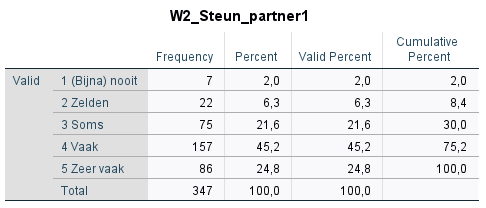 W2_Steun_partner1
Frequency Percent Valid Percent Cumulative Percent
Valid 1 (Bijna) nooit 7 2,0 2,0 2,0
2 Zelden 22 6,3 6,3 8,4
3 Soms 75 21,6 21,6 30,0
4 Vaak 157 45,2 45,2 75,2
5 Zeer vaak 86 24,8 24,8 100,0
Total 347 100,0 100,0